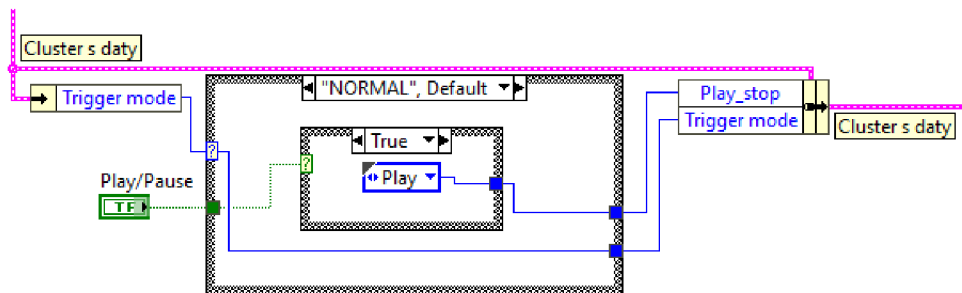 Cluster s daty
Trigger mode
"NORMAL", Default
True
Play
Play/Pause
TF
?
?
Play_stop
Trigger mode
Cluster s daty